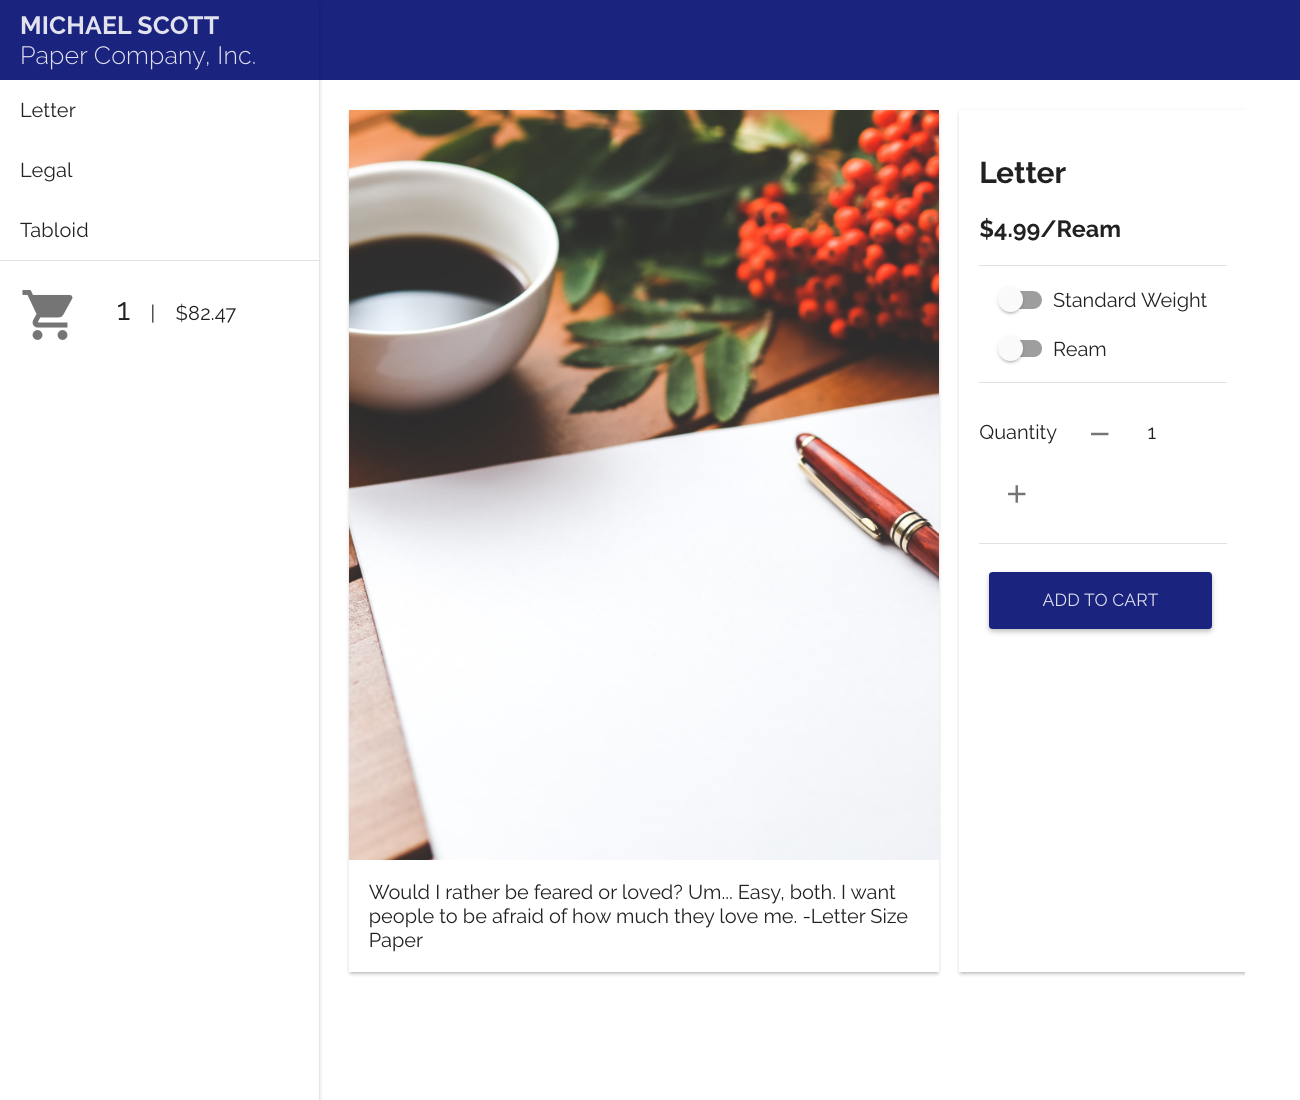 MICHAEL SCOTT
Paper Company, Inc.
Letter
Legal
Tabloid
1 | $82.47
Would I rather be feared or loved? Um... Easy, both. I want
people to be afraid of how much they love me. -Letter Size
Paper
Letter
$4.99/Ream
Standard Weight
Ream
Quantity — 1
+
ADD TO CART